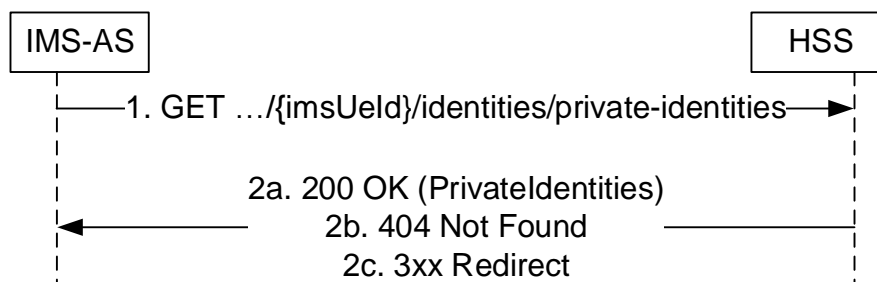 IMS-AS
HSS
1. GET …/{imsUeId}/identities/private-identities
2a. 200 OK (PrivateIdentities)
2b. 404 Not Found
2c. 3xx Redirect